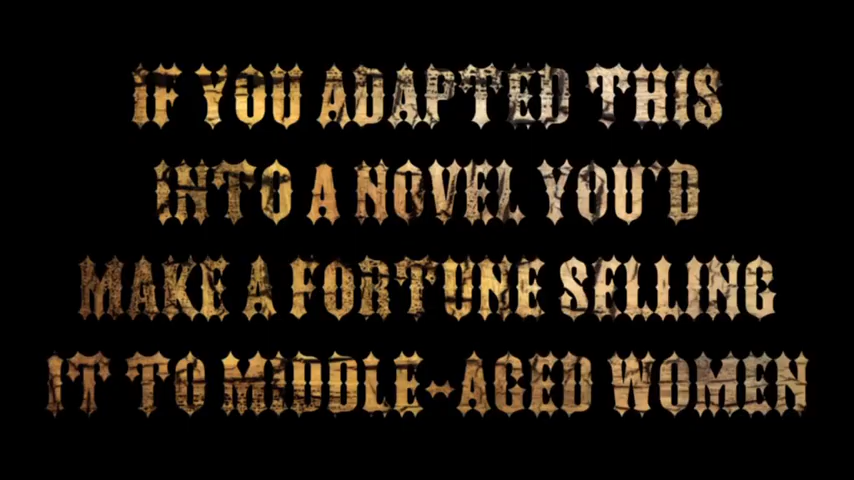 IF YOU ADAPTED THIS
INTO A NOVEL YOU'D
MAKE A FORTUNE SELLING
IT TO MIDDLE-AGED WOMEN